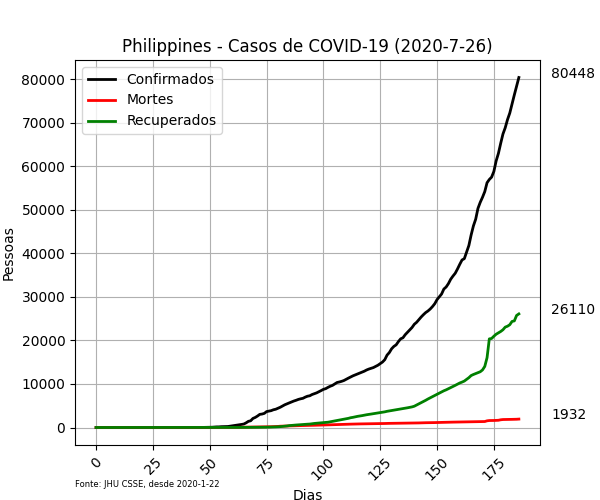 Philippines - Casos de COVID-19 (2020-7-26)
Confirmados
Mortes
Recuperados
Pessoas
80000
70000
60000
50000
40000
30000
20000
10000
0
80448
26110
1932
0
25
50
75
100
125
150
175
Fonte: JHU CSSE, desde 2020-1-22
Dias